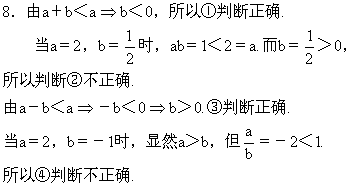 8．由a＋b＜a⇒b＜0，所以①判断正确.
当a＝2，b＝1/2时，ab＝1＜2＝a.而b＝1/2＞0，
所以判断②不正确.
由a－b＜a⇒－b＜0⇒b＞0.③判断正确.
当a＝2，b＝－1时，显然a＞b，但a/b＝－2＜1.
所以④判断不正确.